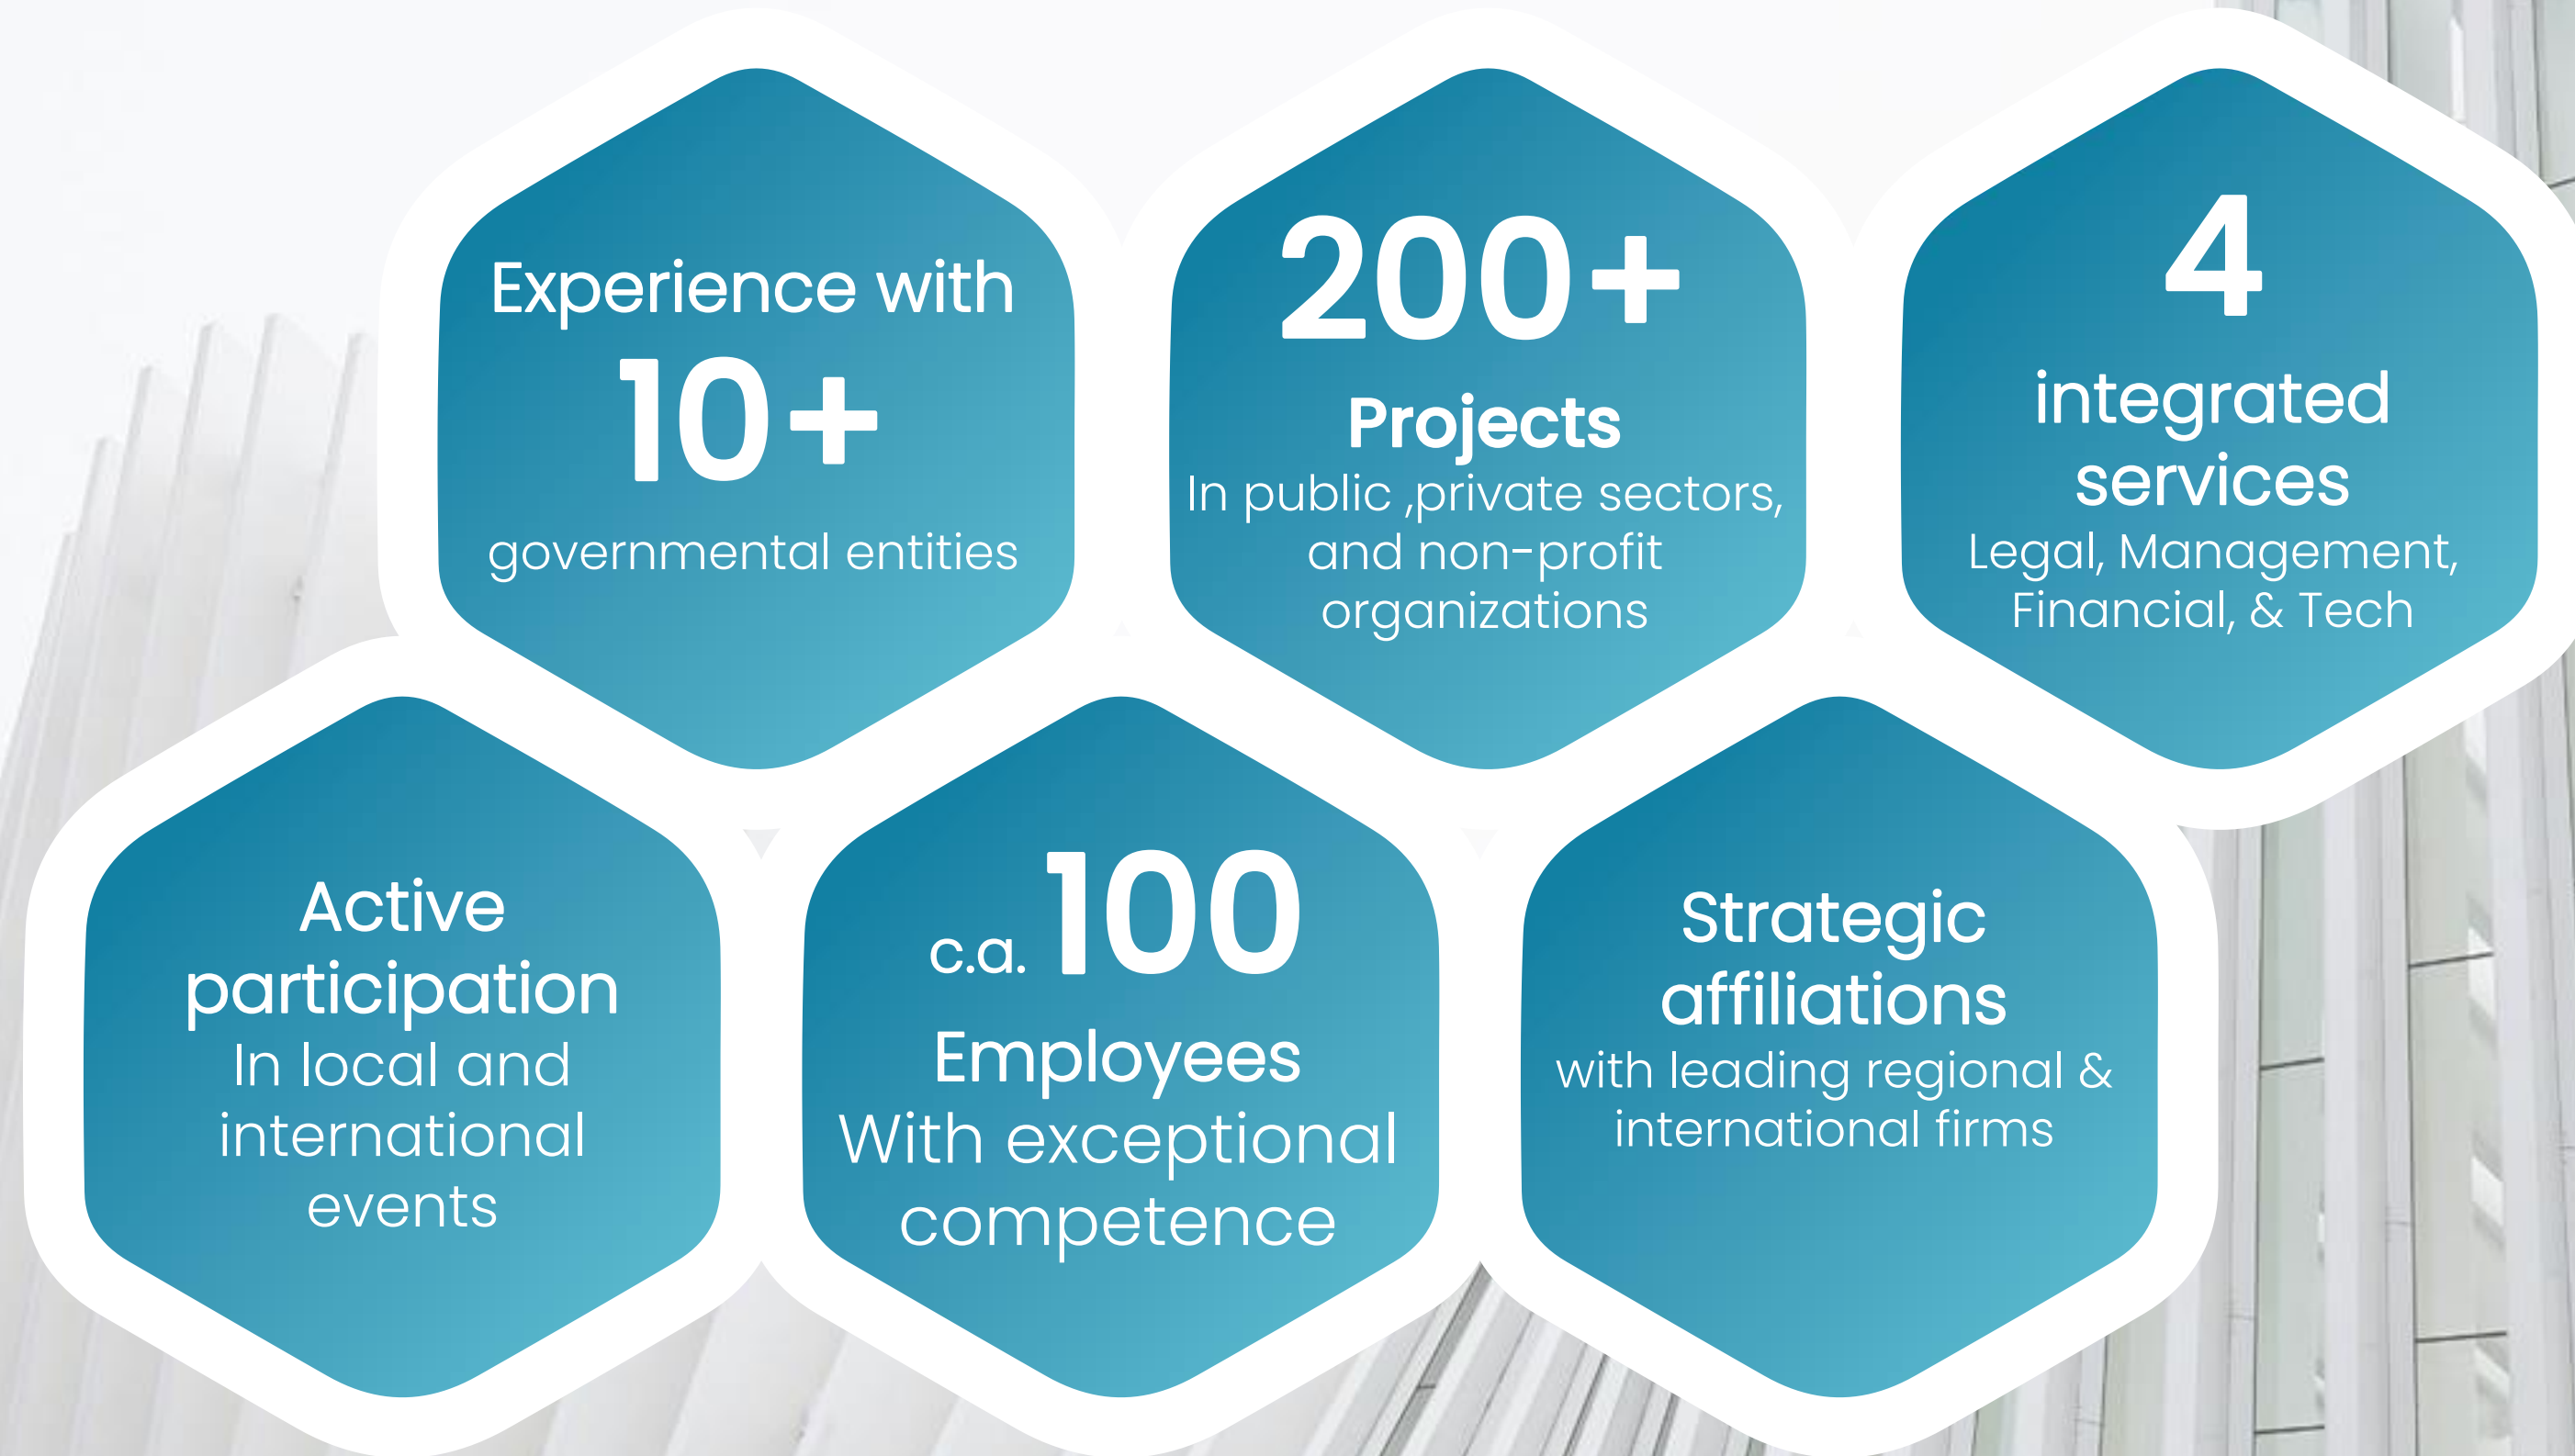 Experience with
10+
governmental entities
200+
Projects
In public ,private sectors,
and non-profit
organizations
4
integrated
services
Legal, Management,
Financial, & Tech
Active
participation
In local and
international
events
c.a. 100
Employees
With exceptional
competence
Strategic
affiliations
with leading regional &
international firms